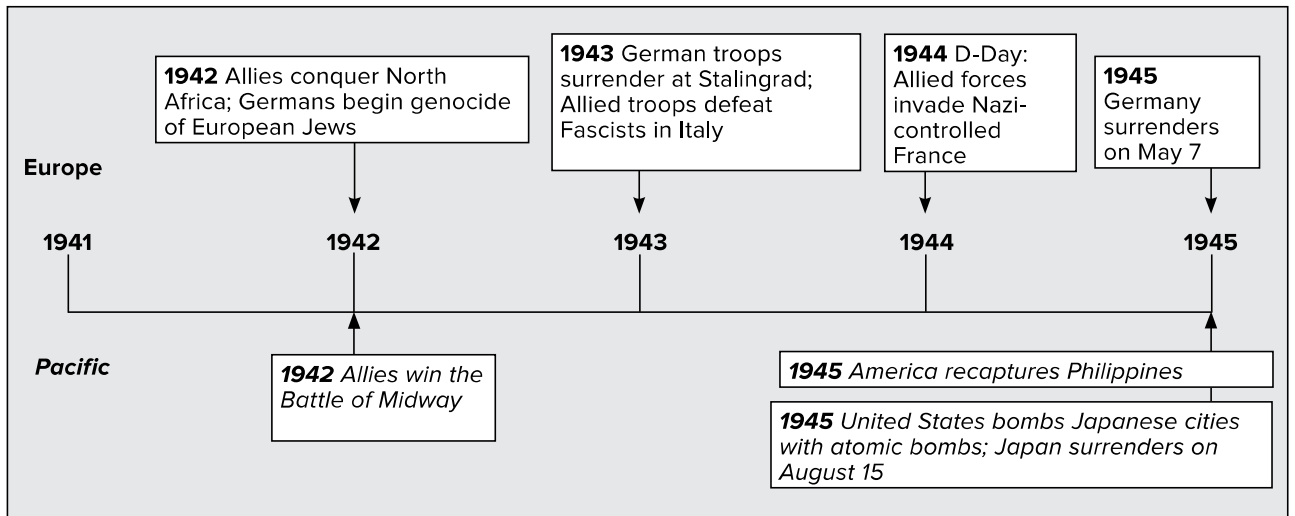 1942 Allies conquer North
Africa; Germans begin genocide
of European Jews
1943 German troops
surrender at Stalingrad;
Allied troops defeat
Fascists in Italy
1944 D-Day:
Allied forces
invade Nazi-
controlled
France
1945
Germany
surrenders
on May 7
Europe
1941
1942
1943
1944
1945
Pacific
1942 Allies win the
Battle of Midway
1945 America recaptures Philippines
1945 United States bombs Japanese cities
with atomic bombs; Japan surrenders on
August 15